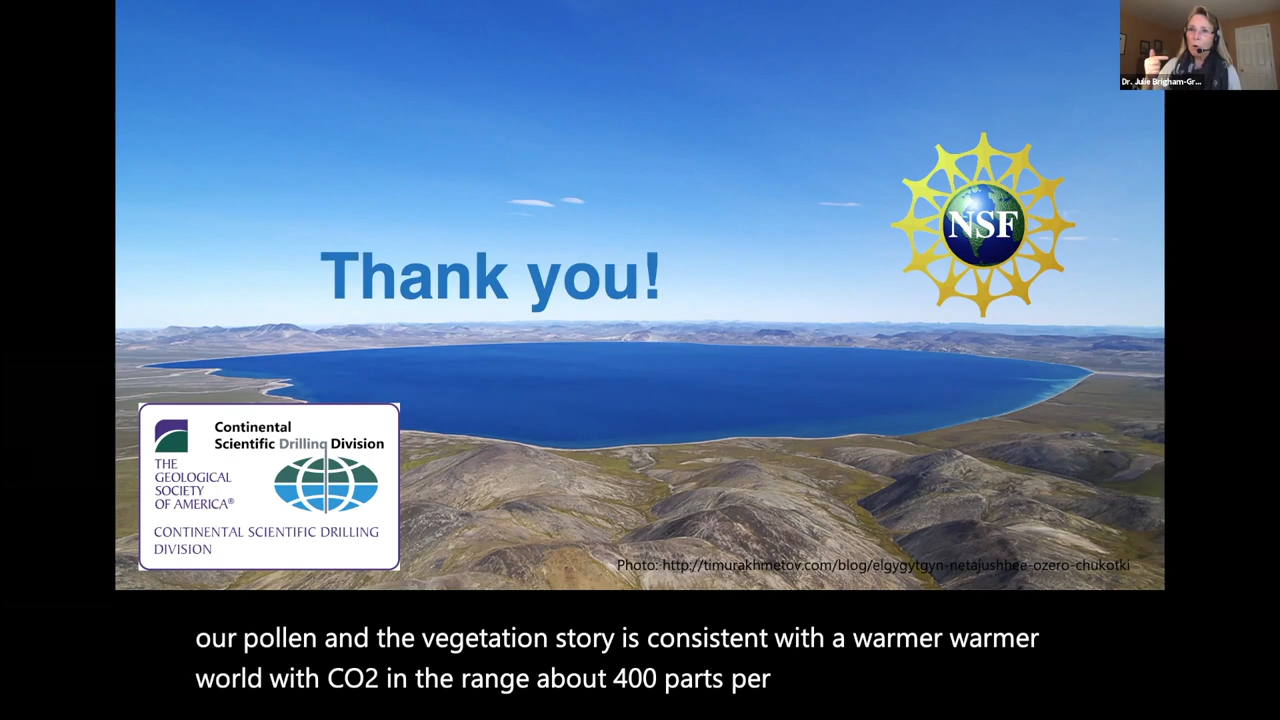 Dr. Julie Brigham-Gr...
NSF
Thank you!
Continental
Scientific Drilling Division
THE
GEOLOGICAL
SOCIETY
OF AMERICA®
CONTINENTAL SCIENTIFIC DRILLING
DIVISION
Photo: http://timurakhmetov.com/blog/elgygytgyn-netajushhee-ozero-chukotki
our pollen and the vegetation story is consistent with a warmer warmer
world with CO2 in the range about 400 parts per